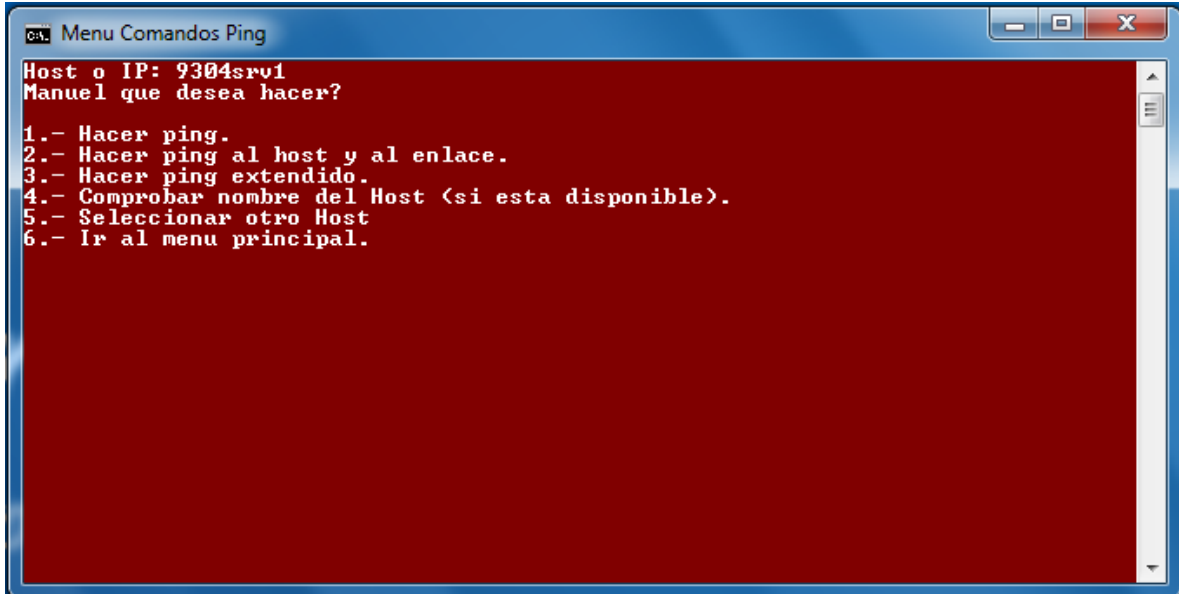 Menu Comandos Ping
Host o IP: 9304srv1
Manuel que desea hacer?
1.- Hacer ping.
2.- Hacer ping al host y al enlace.
3.- Hacer ping extendido.
4.- Comprobar nombre del Host (si esta disponible).
5.- Seleccionar otro Host
6.- Ir al menu principal.